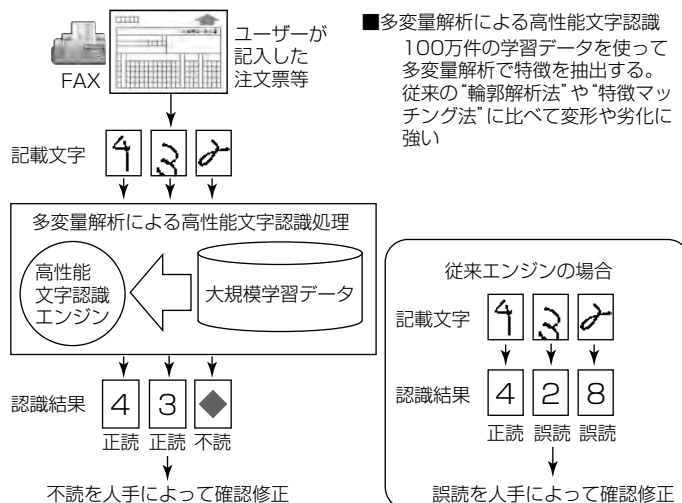 FAX
ユーザーが
記入した
注文票等
■多変量解析による高性能文字認識
100万件の学習データを使って
多変量解析で特徴を抽出する。
従来の“輪郭解析法”や“特徴マッ
チング法”に比べて変形や劣化に
強い
記載文字
4 3 2
多変量解析による高性能文字認識処理
高性能
文字認識
エンジン
大規模学習データ
認識結果
4 3 ◆
正読 正読 不読
不読を人手によって確認修正
従来エンジンの場合
記載文字
4 3 2
認識結果
4 2 8
正読 誤読 誤読
誤読を人手によって確認修正